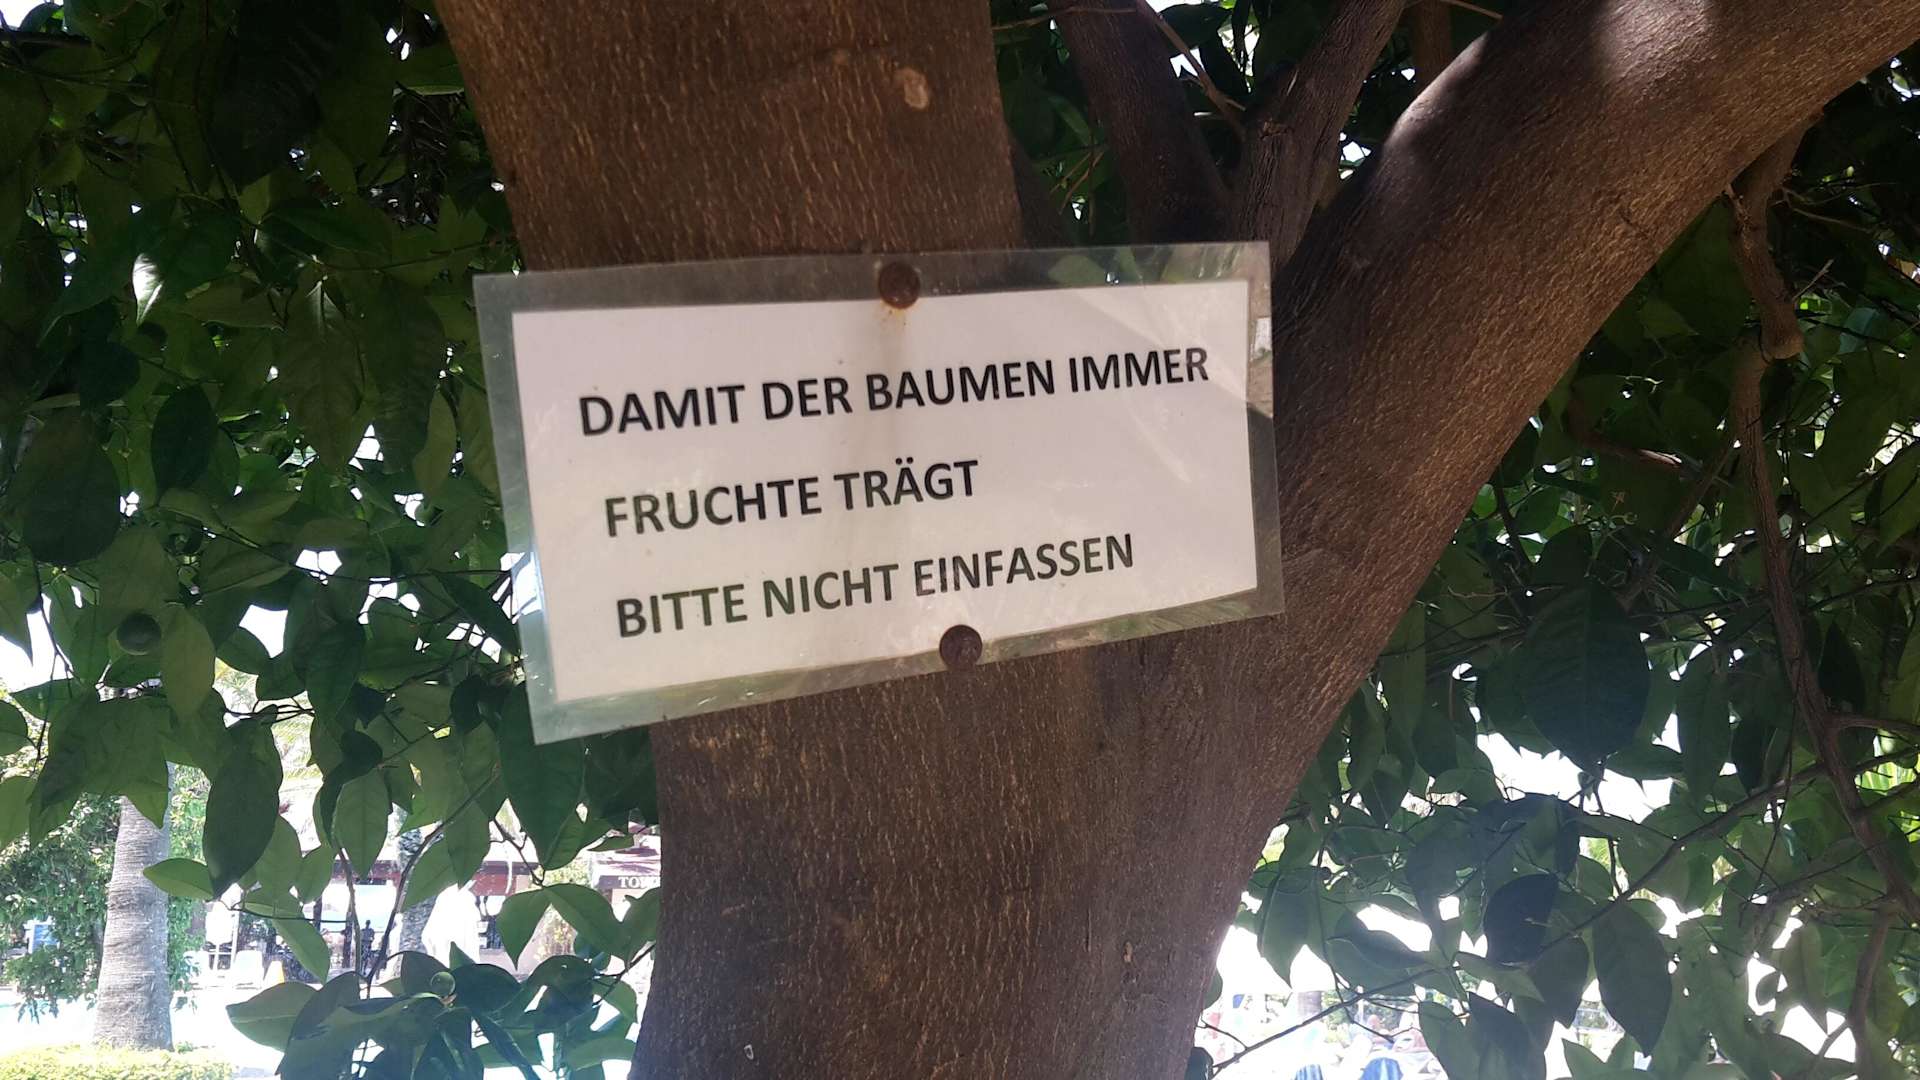 DAMIT DER BAUMEN IMMER
FRUCHTE TRÄGT
BITTE NICHT EINFASSEN